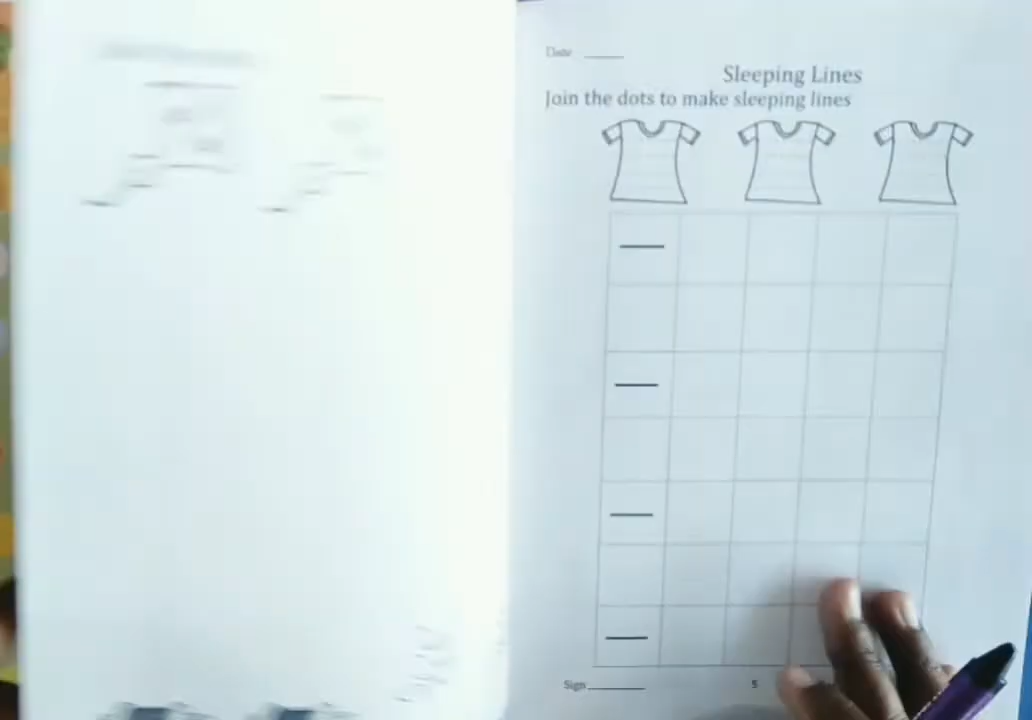 Date
Sleeping Lines
Join the dots to make sleeping lines
Sign
5